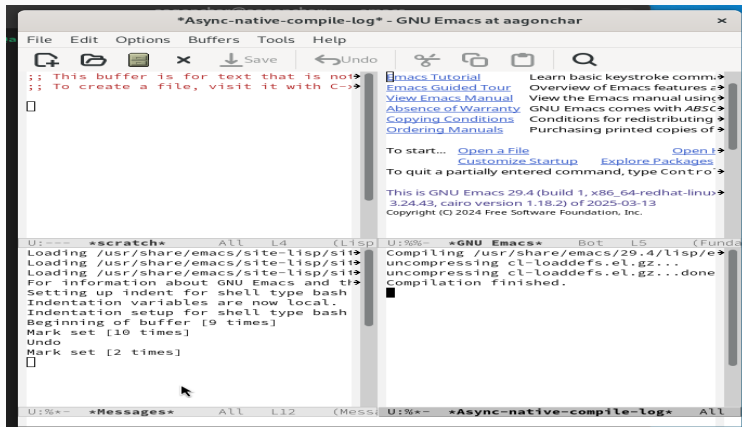 *Async-native-compile-log* - GNU Emacs at aagonchar
File Edit Options Buffers Tools Help
Save Undo
;; This buffer is for text that is not
;; To create a file, visit it with C-x
U:--- *scratch* All L4 (Lisp
Emacs Tutorial Learn basic keystroke comm
Emacs Guided Tour Overview of Emacs features a
View Emacs Manual View the Emacs manual using
Absence of Warranty GNU Emacs comes with ABSO
Copying Conditions Conditions for redistributing
Ordering Manuals Purchasing printed copies of
To start... Open a File Open H
Customize Startup Explore Packages
To quit a partially entered command, type Contro
This is GNU Emacs 29.4 (build 1, x86_64-redhat-linu
3.24.43, cairo version 1.18.2) of 2025-03-13
Copyright (C) 2024 Free Software Foundation, Inc.
U:%%- *GNU Emacs* Bot L5 (Funda
Loading /usr/share/emacs/site-lisp/sit
Loading /usr/share/emacs/site-lisp/sit
Loading /usr/share/emacs/site-lisp/sit
For information about GNU Emacs and th
Setting up indent for shell type bash
Indentation variables are now local.
Indentation setup for shell type bash
Beginning of buffer [9 times]
Mark set [10 times]
Undo
Mark set [2 times]
U:%*- *Messages* All L12 (Mess
Compiling /usr/share/emacs/29.4/lisp/e
uncompressing cl-loaddefs.el.gz...
uncompressing cl-loaddefs.el.gz...done
Compilation finished.
U:%*- *Async-native-compile-log* All